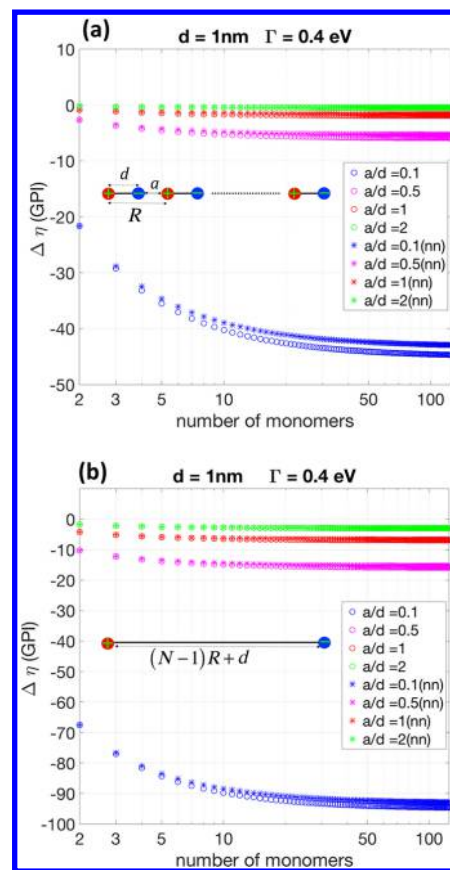 (a)
d = 1nm Γ = 0.4 eV
10
0
-10
-20
-30
-40
-50
Δ η (GPI)
d
a
R
a/d =0.1
a/d =0.5
a/d =1
a/d =2
a/d =0.1(nn)
a/d =0.5(nn)
a/d =1(nn)
a/d =2(nn)
2 3 5 10 50 100
number of monomers
(b)
d = 1nm Γ = 0.4 eV
0
-10
-20
-30
-40
-50
-60
-70
-80
-90
-100
Δ η (GPI)
(N−1)R+d
a/d =0.1
a/d =0.5
a/d =1
a/d =2
a/d =0.1(nn)
a/d =0.5(nn)
a/d =1(nn)
a/d =2(nn)
2 3 5 10 50 100
number of monomers